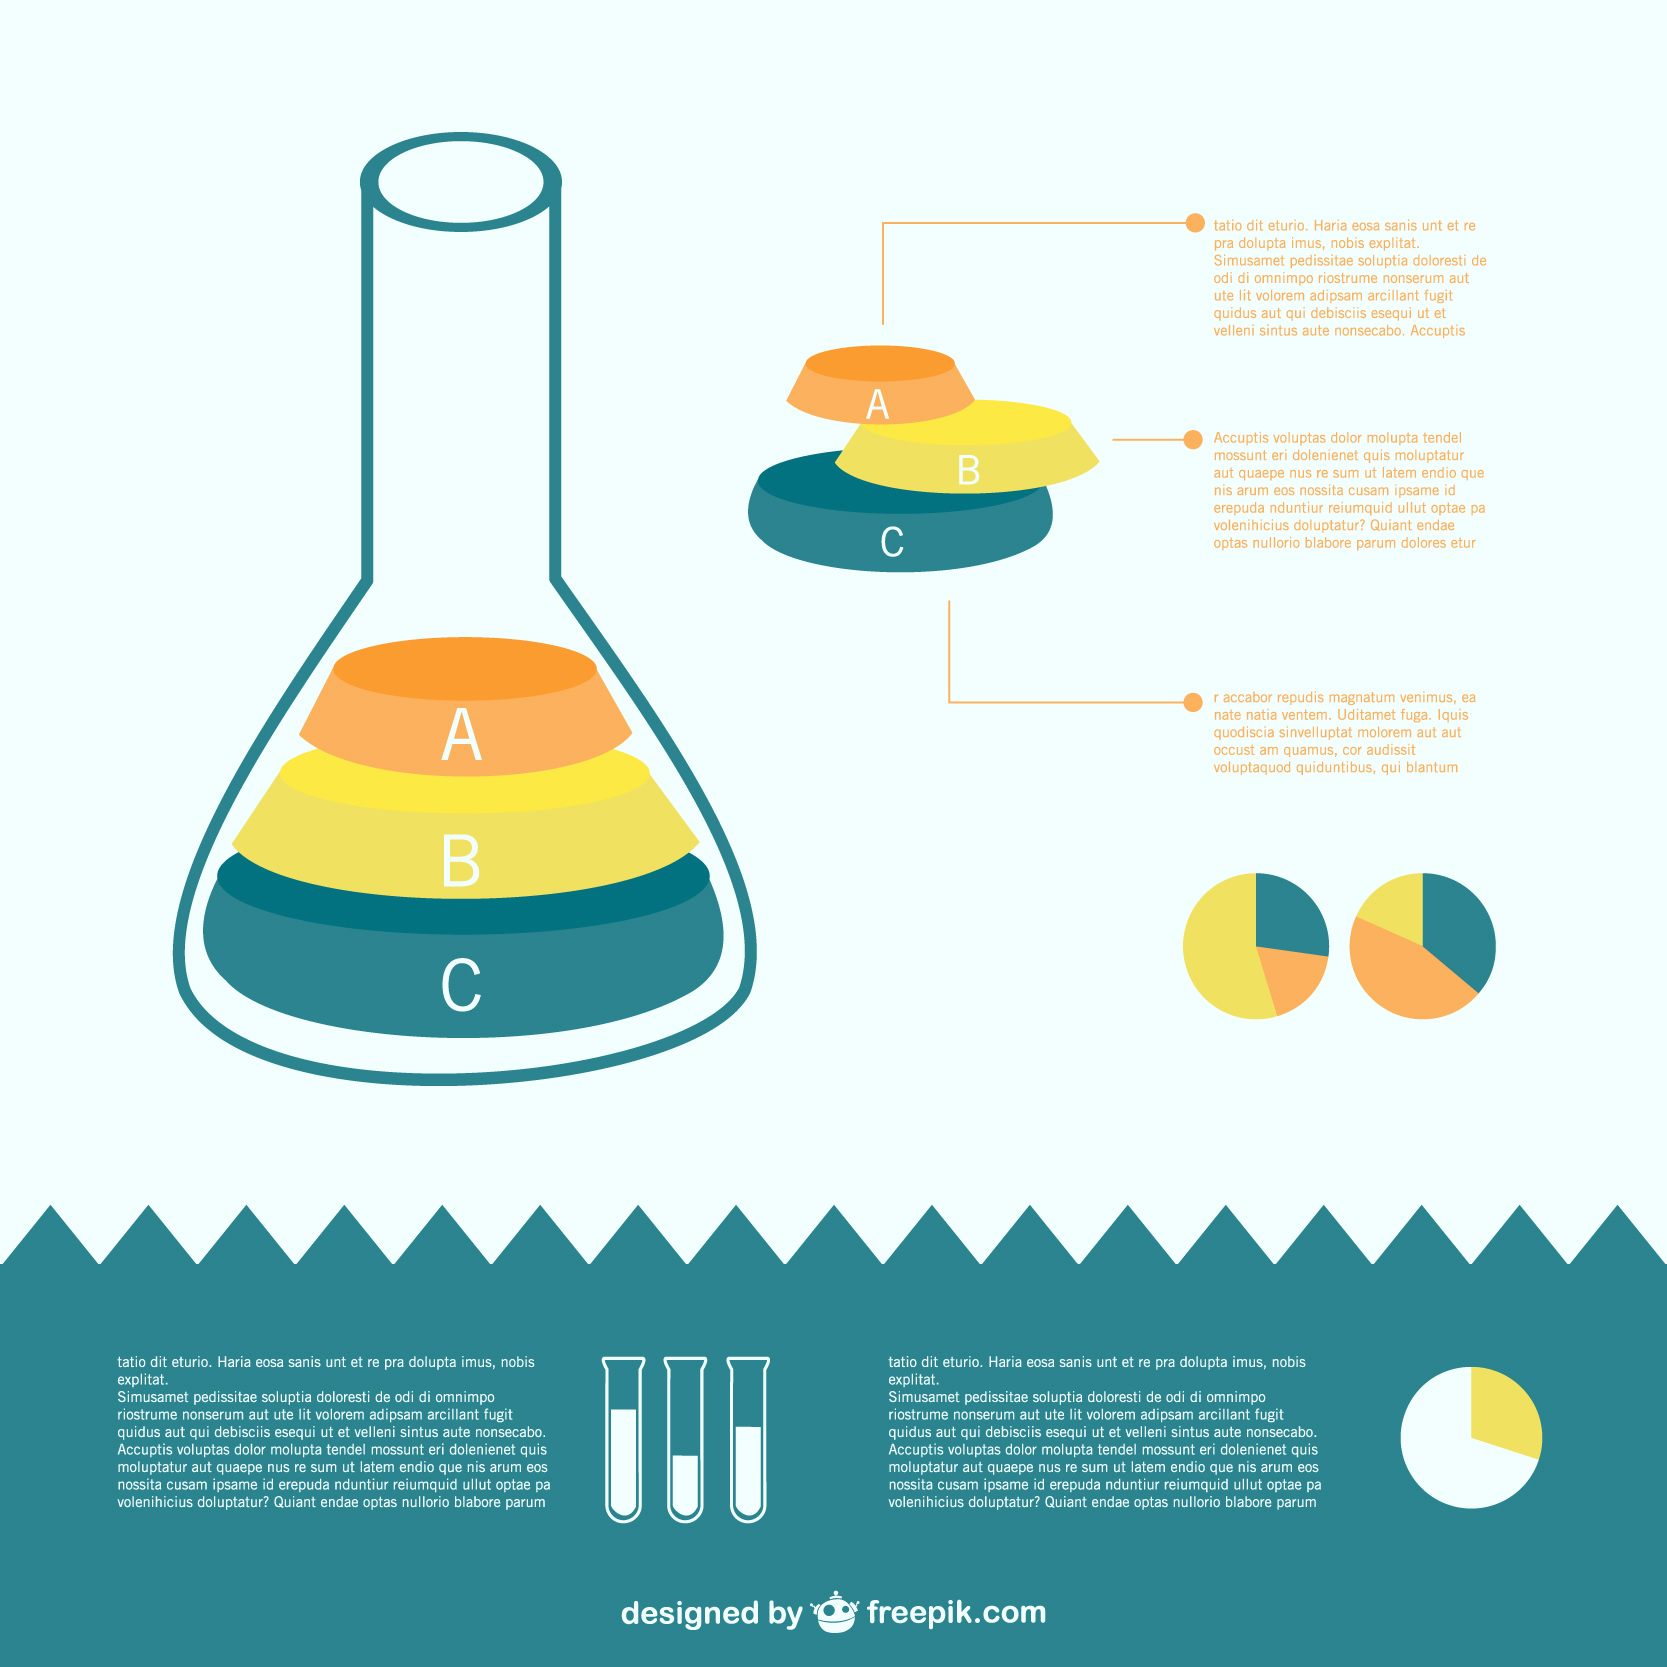 tatio dit eturio. Haria eosa sanis unt et re
pra dolupta imus, nobis explitat.
Simusamet pedissitae soluptia doloresti de
odi di omnimpo riostrume nonserum aut
ute lit volorem adipsam arcillant fugit
quidus aut qui debisciis esequi ut et
velleni sintus aute nonsecabo. Accuptis
A
B
C
Accuptis voluptas dolor molupta tendel
mossunt eri dolenienet quis moluptatur
aut quaepe nus re sum ut latem endio que
nis arum eos nossita cusam ipsame id
erepuda nduntiur reiumquid ullut optae pa
volenihicius doluptatur? Quiant endae
optas nullorio blabore parum dolores etur
A
B
C
r accabor repudis magnatum venimus, ea
nate natia ventem. Uditamet fuga. Iquis
quodiscia sinvelluptat molorem aut aut
occust am quamus, cor audissit
voluptaquod quiduntibus, qui blantum
tatio dit eturio. Haria eosa sanis unt et re pra dolupta imus, nobis
explitat.
Simusamet pedissitae soluptia doloresti de odi di omnimpo
riostrume nonserum aut ute lit volorem adipsam arcillant fugit
quidus aut qui debisciis esequi ut et velleni sintus aute nonsecabo.
Accuptis voluptas dolor molupta tendel mossunt eri dolenienet quis
moluptatur aut quaepe nus re sum ut latem endio que nis arum eos
nossita cusam ipsame id erepuda nduntiur reiumquid ullut optae pa
volenihicius doluptatur? Quiant endae optas nullorio blabore parum
tatio dit eturio. Haria eosa sanis unt et re pra dolupta imus, nobis
explitat.
Simusamet pedissitae soluptia doloresti de odi di omnimpo
riostrume nonserum aut ute lit volorem adipsam arcillant fugit
quidus aut qui debisciis esequi ut et velleni sintus aute nonsecabo.
Accuptis voluptas dolor molupta tendel mossunt eri dolenienet quis
moluptatur aut quaepe nus re sum ut latem endio que nis arum eos
nossita cusam ipsame id erepuda nduntiur reiumquid ullut optae pa
volenihicius doluptatur? Quiant endae optas nullorio blabore parum
designed by freepik.com